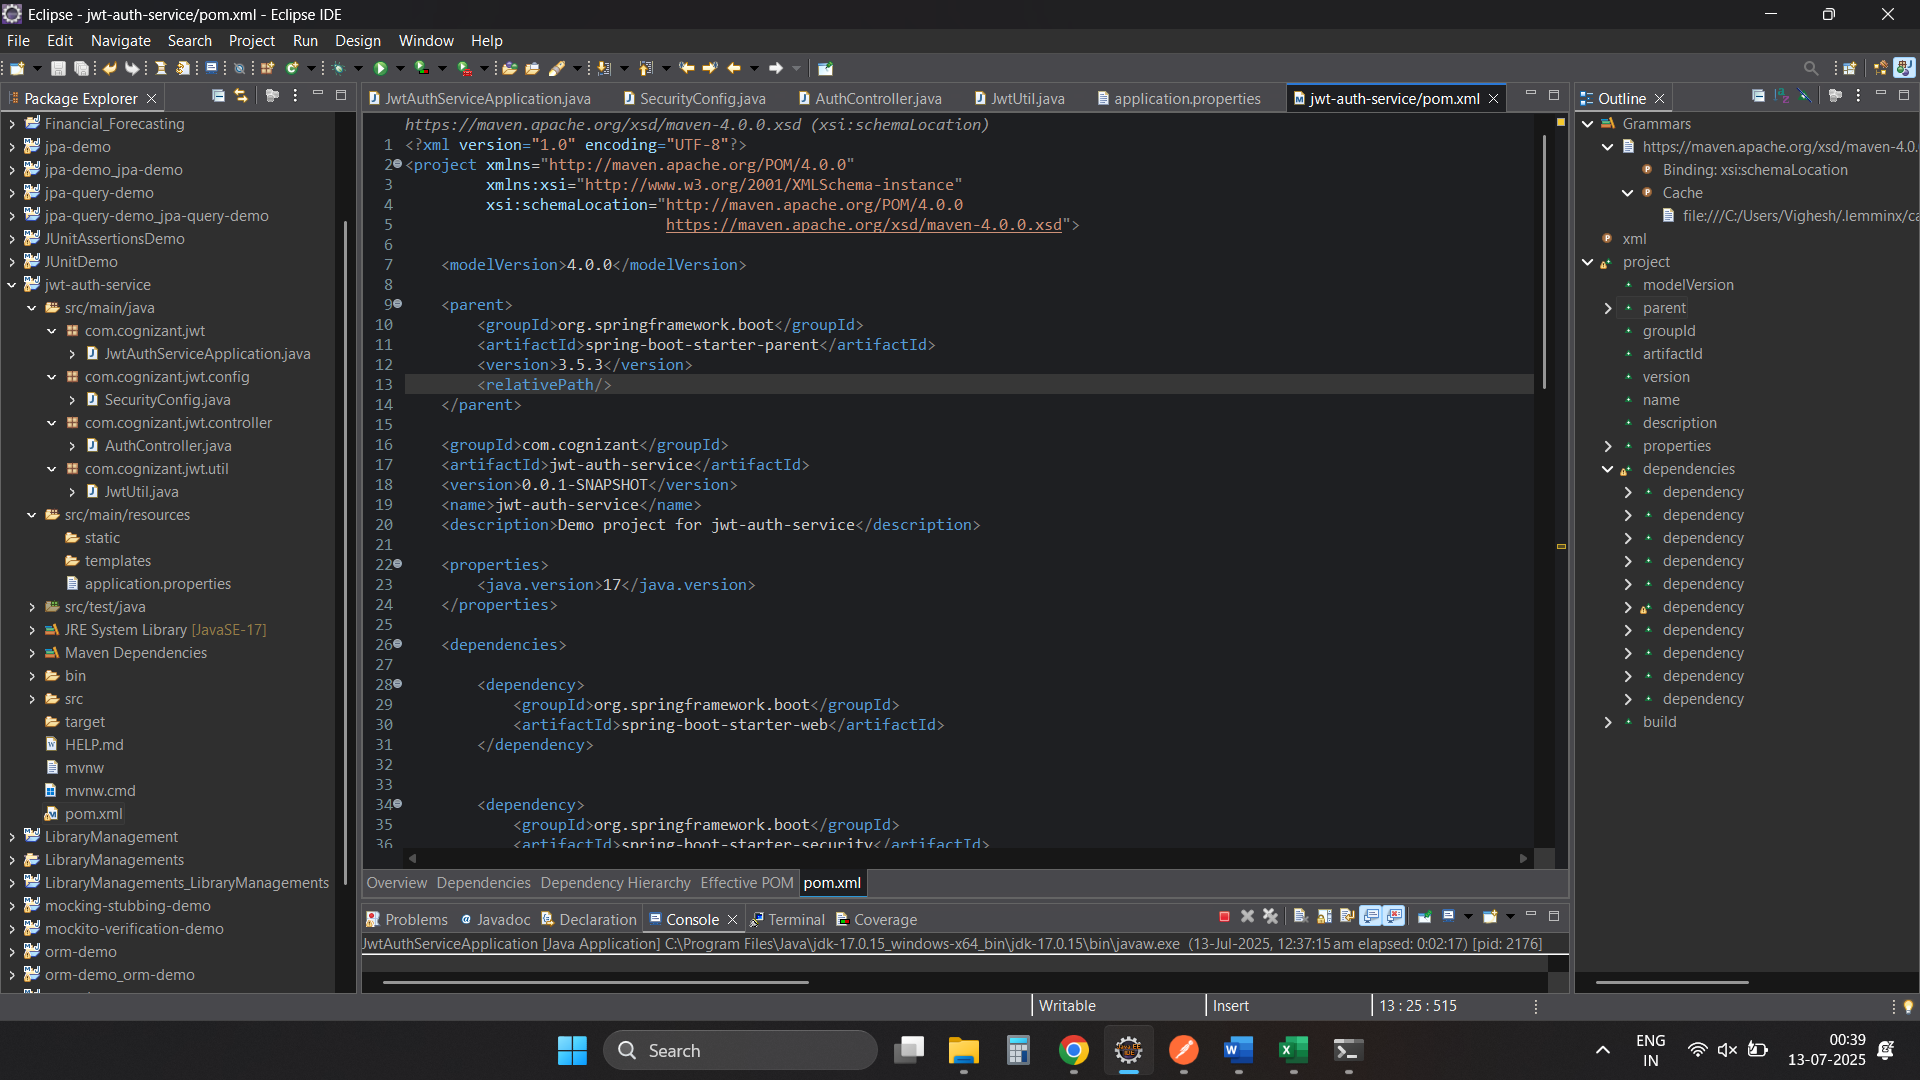 Eclipse - jwt-auth-service/pom.xml - Eclipse IDE
File Edit Navigate Search Project Run Design Window Help
Package Explorer
Financial_Forecasting
jpa-demo
jpa-demo_jpa-demo
jpa-query-demo
jpa-query-demo_jpa-query-demo
JUnitAssertionsDemo
JUnitDemo
jwt-auth-service
src/main/java
com.cognizant.jwt
JwtAuthServiceApplication.java
com.cognizant.jwt.config
SecurityConfig.java
com.cognizant.jwt.controller
AuthController.java
com.cognizant.jwt.util
JwtUtil.java
src/main/resources
static
templates
application.properties
src/test/java
JRE System Library [JavaSE-17]
Maven Dependencies
bin
src
target
HELP.md
mvnw
mvnw.cmd
pom.xml
LibraryManagement
LibraryManagements
LibraryManagements_LibraryManagements
mocking-stubbing-demo
mockito-verification-demo
orm-demo
orm-demo_orm-demo
JwtAuthServiceApplication.java SecurityConfig.java AuthController.java JwtUtil.java application.properties jwt-auth-service/pom.xml
https://maven.apache.org/xsd/maven-4.0.0.xsd (xsi:schemaLocation)
1 <?xml version="1.0" encoding="UTF-8"?>
2 <project xmlns="http://maven.apache.org/POM/4.0.0"
3 xmlns:xsi="http://www.w3.org/2001/XMLSchema-instance"
4 xsi:schemaLocation="http://maven.apache.org/POM/4.0.0
5 https://maven.apache.org/xsd/maven-4.0.0.xsd">
6
7 <modelVersion>4.0.0</modelVersion>
8
9 <parent>
10 <groupId>org.springframework.boot</groupId>
11 <artifactId>spring-boot-starter-parent</artifactId>
12 <version>3.5.3</version>
13 <relativePath/>
14 </parent>
15
16 <groupId>com.cognizant</groupId>
17 <artifactId>jwt-auth-service</artifactId>
18 <version>0.0.1-SNAPSHOT</version>
19 <name>jwt-auth-service</name>
20 <description>Demo project for jwt-auth-service</description>
21
22 <properties>
23 <java.version>17</java.version>
24 </properties>
25
26 <dependencies>
27
28 <dependency>
29 <groupId>org.springframework.boot</groupId>
30 <artifactId>spring-boot-starter-web</artifactId>
31 </dependency>
32
33
34 <dependency>
35 <groupId>org.springframework.boot</groupId>
36 <artifactId>spring-boot-starter-security</artifactId>
Overview Dependencies Dependency Hierarchy Effective POM pom.xml
Problems Javadoc Declaration Console Terminal Coverage
JwtAuthServiceApplication [Java Application] C:\Program Files\Java\jdk-17.0.15_windows-x64_bin\jdk-17.0.15\bin\javaw.exe (13-Jul-2025, 12:37:15 am elapsed: 0:02:17) [pid: 2176]
Outline
Grammars
https://maven.apache.org/xsd/maven-4.0.
Binding: xsi:schemaLocation
Cache
file:///C:/Users/Vighesh/.lemminx/ca
xml
project
modelVersion
parent
groupId
artifactId
version
name
description
properties
dependencies
dependency
dependency
dependency
dependency
dependency
dependency
dependency
dependency
dependency
dependency
build
Writable Insert 13 : 25 : 515
Search
ENG
IN
00:39
13-07-2025